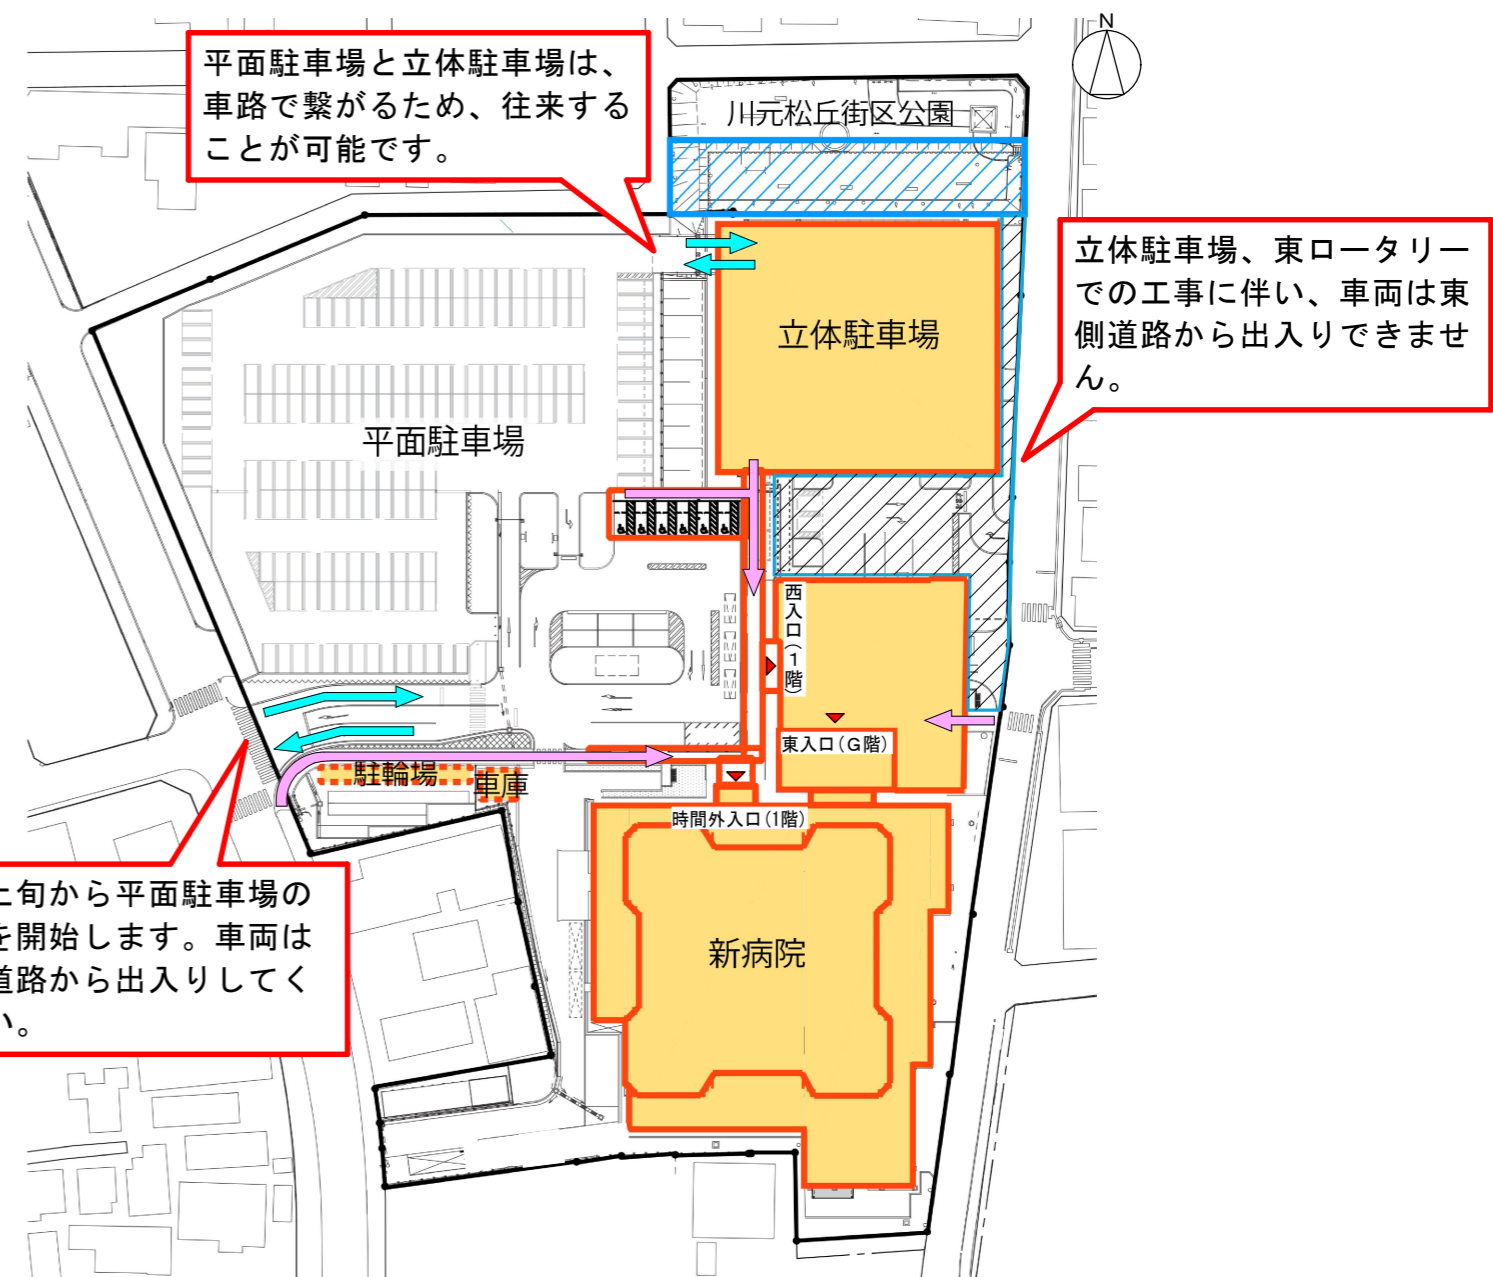 N
平面駐車場と立体駐車場は、
車路で繋がるため、往来する
ことが可能です。
川元松丘街区公園
立体駐車場、東ロータリー
での工事に伴い、車両は東
側道路から出入りできませ
ん。
立体駐車場
平面駐車場
西入口(1階)
東入口(G階)
駐輪場
車庫
時間外入口(1階)
上旬から平面駐車場の
を開始します。車両は
道路から出入りしてく
い。
新病院